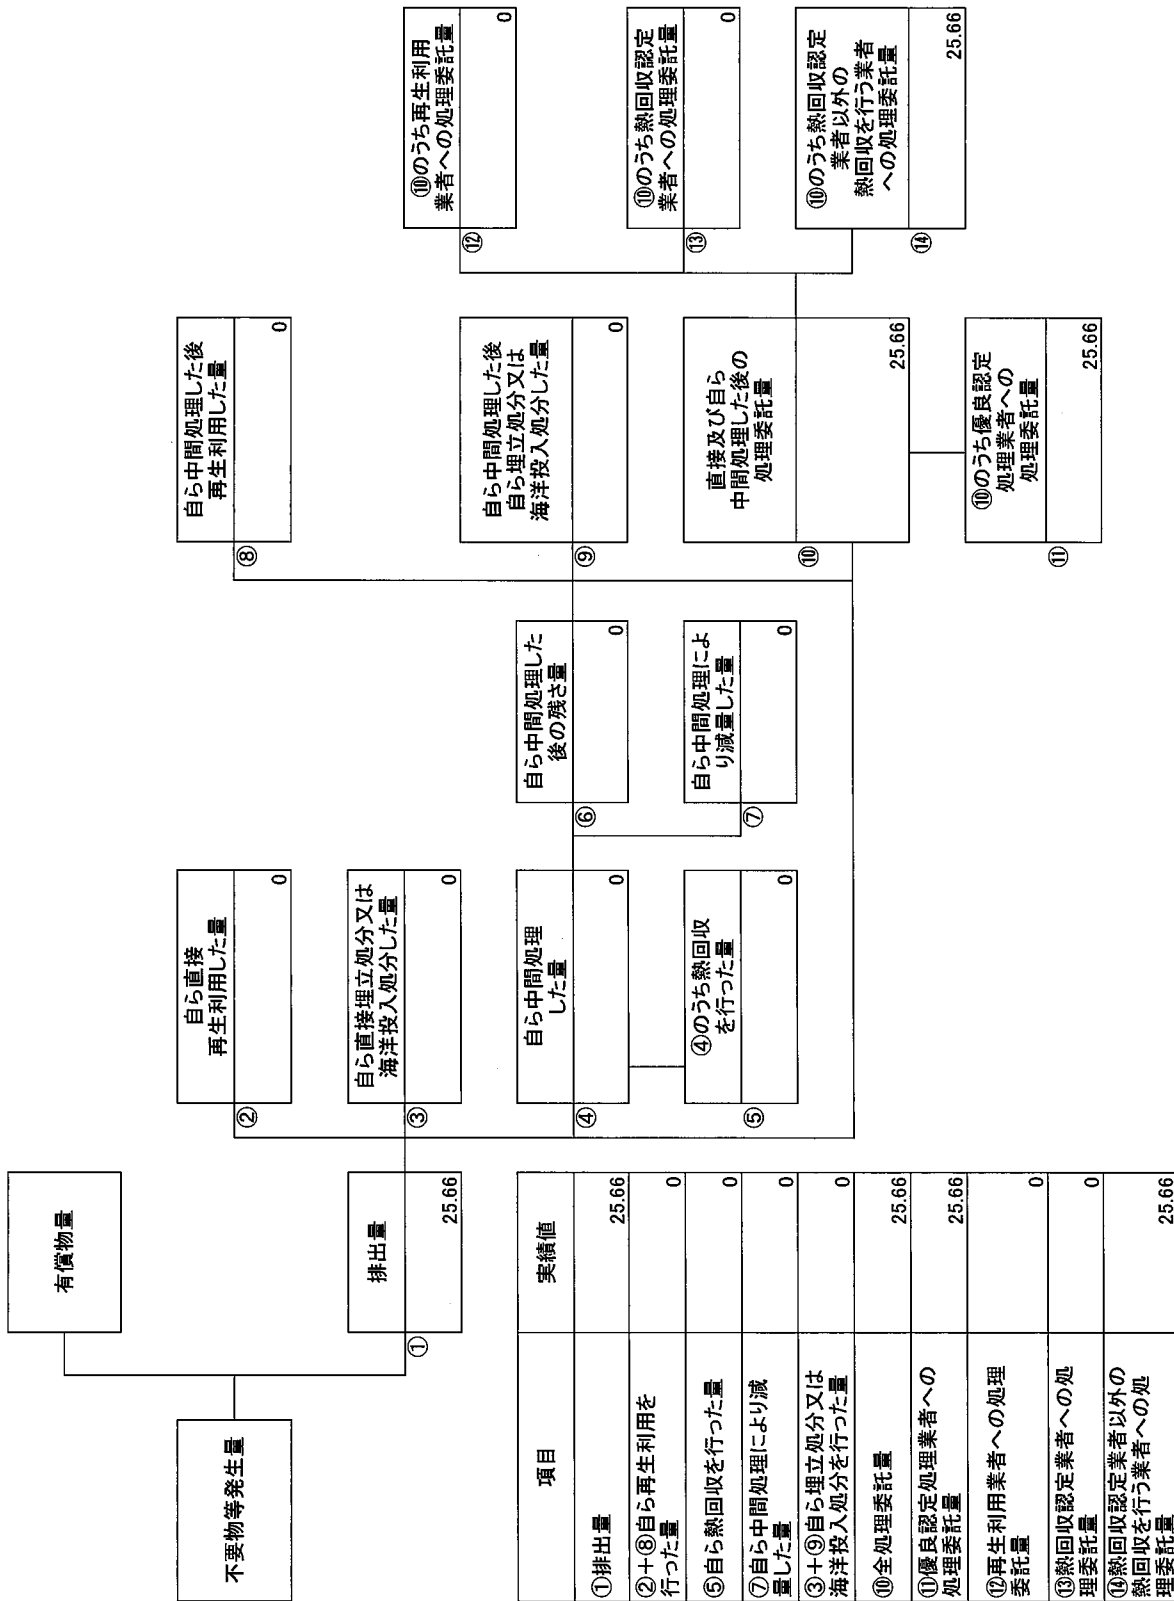 不要物等発生量
有償物量
排出量
①
25.66
自ら直接
再生利用した量
②
0
自ら直接埋立処分又は
海洋投入処分した量
③
0
自ら中間処理
した量
④
0
④のうち熱回収
を行った量
⑤
0
自ら中間処理した
後の残さ量
⑥
0
自ら中間処理によ
り減量した量
⑦
0
自ら中間処理した後
再生利用した量
⑧
0
自ら中間処理した後
自ら埋立処分又は
海洋投入処分した量
⑨
0
直接及び自ら
中間処理した後の
処理委託量
⑩
25.66
⑩のうち優良認定
処理業者への
処理委託量
⑪
25.66
⑩のうち再生利用
業者への処理委託量
⑫
0
⑩のうち熱回収認定
業者への処理委託量
⑬
0
⑩のうち熱回収認定
業者以外の
熱回収を行う業者
への処理委託量
⑭
25.66
項目 実績値
①排出量 25.66
②+⑧自ら再生利用を
行った量 0
⑤自ら熱回収を行った量 0
⑦自ら中間処理により減
量した量 0
③+⑨自ら埋立処分又は
海洋投入処分を行った量 0
⑩全処理委託量 25.66
⑪優良認定処理業者への
処理委託量 25.66
⑫再生利用業者への処理
委託量 0
⑬熱回収認定業者への処
理委託量 0
⑭熱回収認定業者以外の
熱回収を行う業者への処
理委託量 25.66